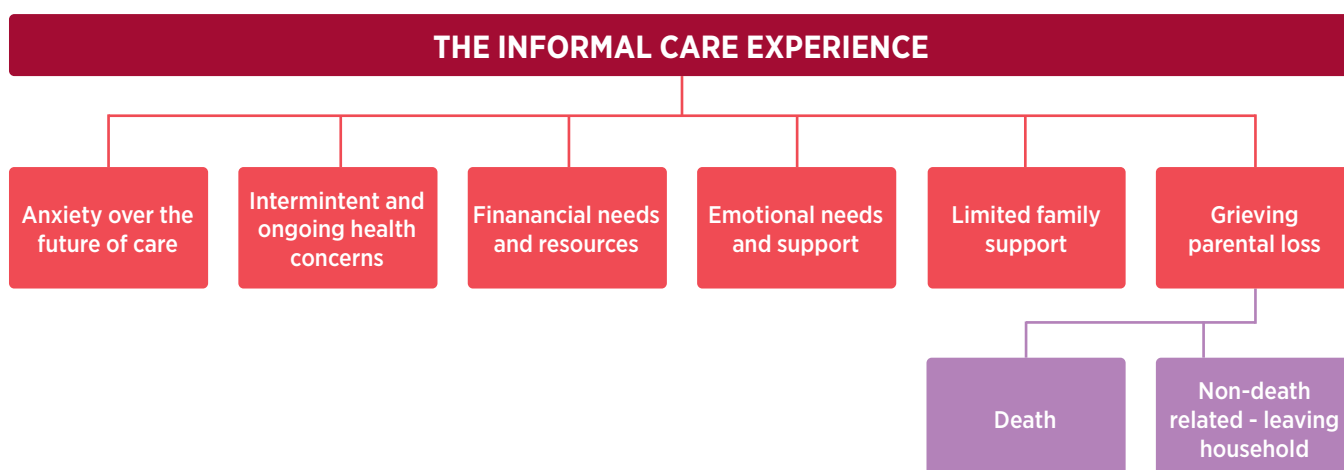 THE INFORMAL CARE EXPERIENCE
Anxiety over the
future of care
Intermintent and
ongoing health
concerns
Finanancial needs
and resources
Emotional needs
and support
Limited family
support
Grieving
parental loss
Death
Non-death
related - leaving
household